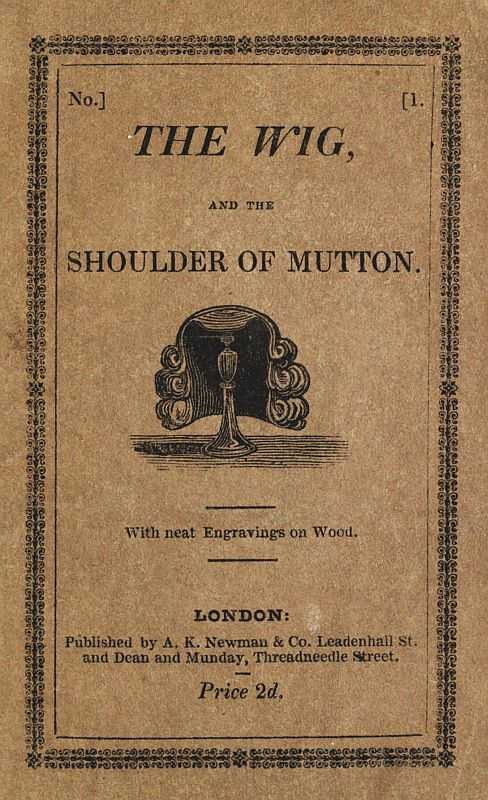 No.] [1.
THE WIG,
AND THE
SHOULDER OF MUTTON.
With neat Engravings on Wood.
LONDON:
Published by A. K. Newman & Co. Leadenhall St.
and Dean and Munday, Threadneedle Street.
Price 2d.